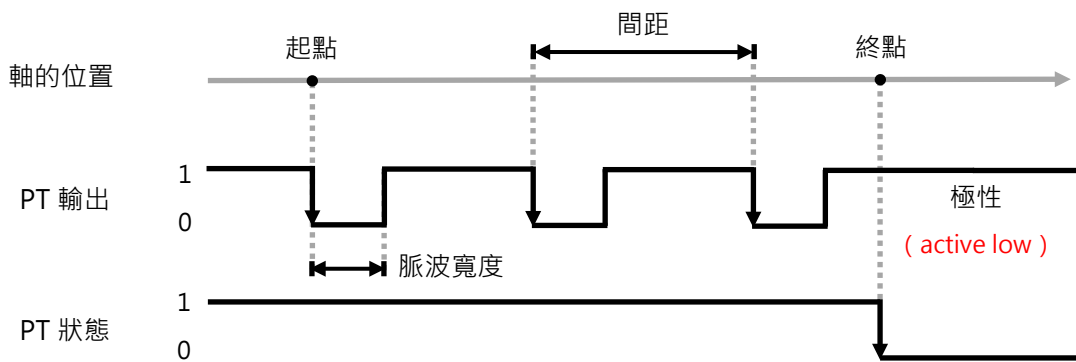 間距
起點
終點
軸的位置
PT 輸出
1
0
極性
( active low )
脈波寬度
PT 狀態
1
0